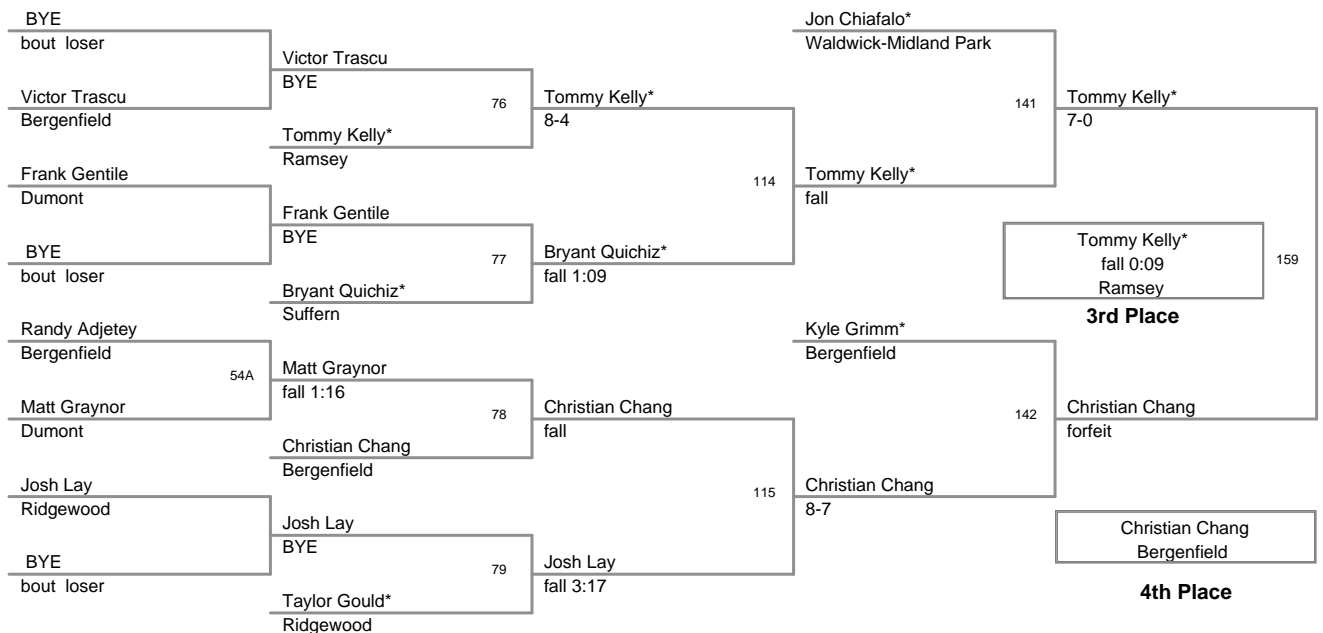 BYE
bout loser
Victor Trascu
Bergenfield
Frank Gentile
Dumont
BYE
bout loser
Randy Adjetey
Bergenfield
54A
Matt Graynor
Dumont
Josh Lay
Ridgewood
BYE
bout loser
Victor Trascu
BYE
76
Tommy Kelly*
Ramsey
Frank Gentile
BYE
77
Bryant Quichiz*
Suffern
Matt Graynor
fall 1:16
78
Christian Chang
Bergenfield
Josh Lay
BYE
79
Taylor Gould*
Ridgewood
Tommy Kelly*
8-4
114
Bryant Quichiz*
fall 1:09
Christian Chang
fall
115
Josh Lay
fall 3:17
Jon Chiafalo*
Waldwick-Midland Park
141
Tommy Kelly*
fall
Kyle Grimm*
Bergenfield
142
Christian Chang
8-7
Tommy Kelly*
7-0
159
Christian Chang
forfeit
Tommy Kelly*
fall 0:09
Ramsey
3rd Place
Christian Chang
Bergenfield
4th Place